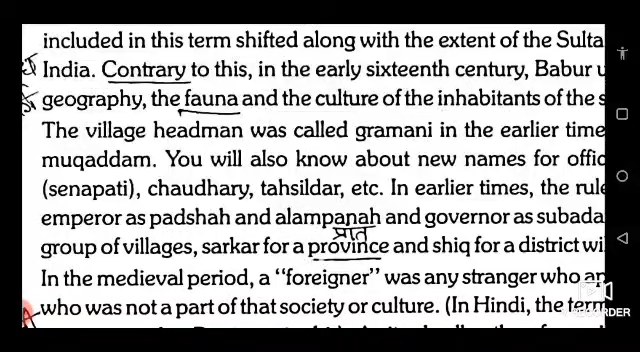 included in this term shifted along with the extent of the Sulta
India. Contrary to this, in the early sixteenth century, Babur u
geography, the fauna and the culture of the inhabitants of the s
The village headman was called gramani in the earlier time
muqaddam. You will also know about new names for offic
(senapati), chaudhary, tahsildar, etc. In earlier times, the rule
emperor as padshah and alampanah and governor as subada
प्रांत
group of villages, sarkar for a province and shiq for a district wi
In the medieval period, a “foreigner” was any stranger who ap
who was not a part of that society or culture. (In Hindi, the term
RECORDER